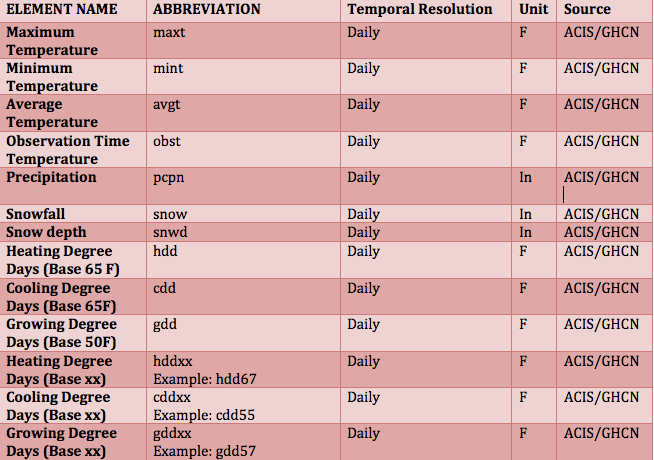 ELEMENT NAME ABBREVIATION Temporal Resolution Unit Source
Maximum maxt Daily F ACIS/GHCN
Temperature
Minimum mint Daily F ACIS/GHCN
Temperature
Average avgt Daily F ACIS/GHCN
Temperature
Observation Time obst Daily F ACIS/GHCN
Temperature
Precipitation pcpn Daily In ACIS/GHCN
Snowfall snow Daily In ACIS/GHCN
Snow depth snwd Daily In ACIS/GHCN
Heating Degree hdd Daily F ACIS/GHCN
Days (Base 65 F)
Cooling Degree cdd Daily F ACIS/GHCN
Days (Base 65F)
Growing Degree gdd Daily F ACIS/GHCN
Days (Base 50F)
Heating Degree hddxx Daily F ACIS/GHCN
Days (Base xx) Example: hdd67
Cooling Degree cddxx Daily F ACIS/GHCN
Days (Base xx) Example: cdd55
Growing Degree gddxx Daily F ACIS/GHCN
Days (Base xx) Example: gdd57